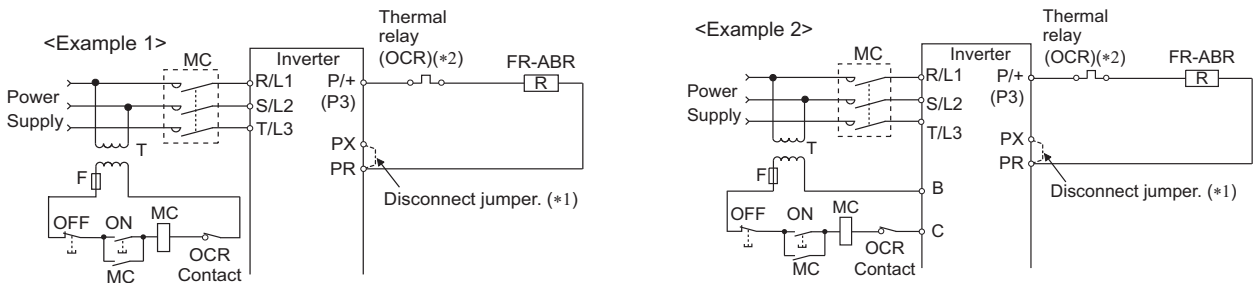 <Example 1>
MC
Inverter
Thermal
relay
(OCR)(*2)
FR-ABR
R/L1
P/+
(P3)
R
Power
Supply
S/L2
T/L3
T
PX
PR
F
Disconnect jumper. (*1)
OFF
ON
MC
MC
OCR
Contact
<Example 2>
MC
Inverter
Thermal
relay
(OCR)(*2)
FR-ABR
R/L1
P/+
(P3)
R
Power
Supply
S/L2
T/L3
T
PX
PR
F
B
Disconnect jumper. (*1)
OFF
ON
MC
C
MC
OCR
Contact